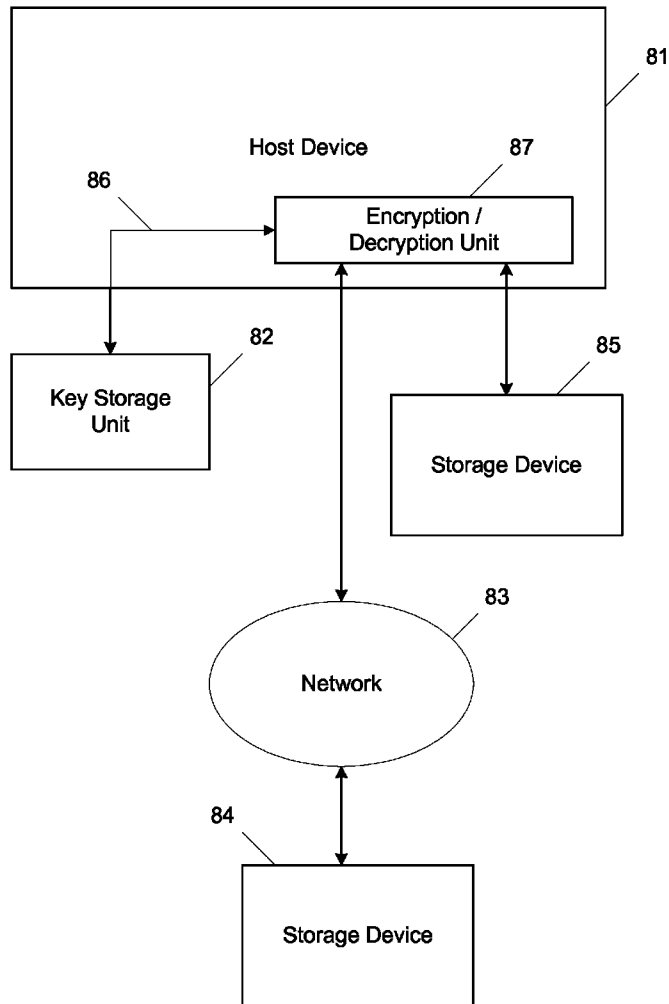 81
Host Device
87
86
Encryption /
Decryption Unit
82
Key Storage
Unit
85
Storage Device
83
Network
84
Storage Device